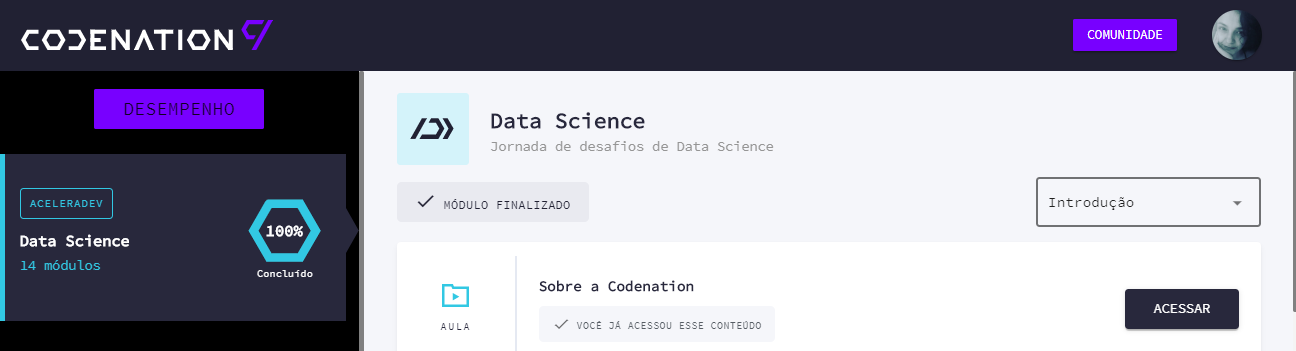 CODENATION
COMUNIDADE
DESEMPENHO
ACELERADEV
Data Science
14 módulos
100%
Concluído
Data Science
Jornada de desafios de Data Science
MÓDULO FINALIZADO
Introdução
AULA
Sobre a Codenation
VOCÊ JÁ ACESSOU ESSE CONTEÚDO
ACESSAR